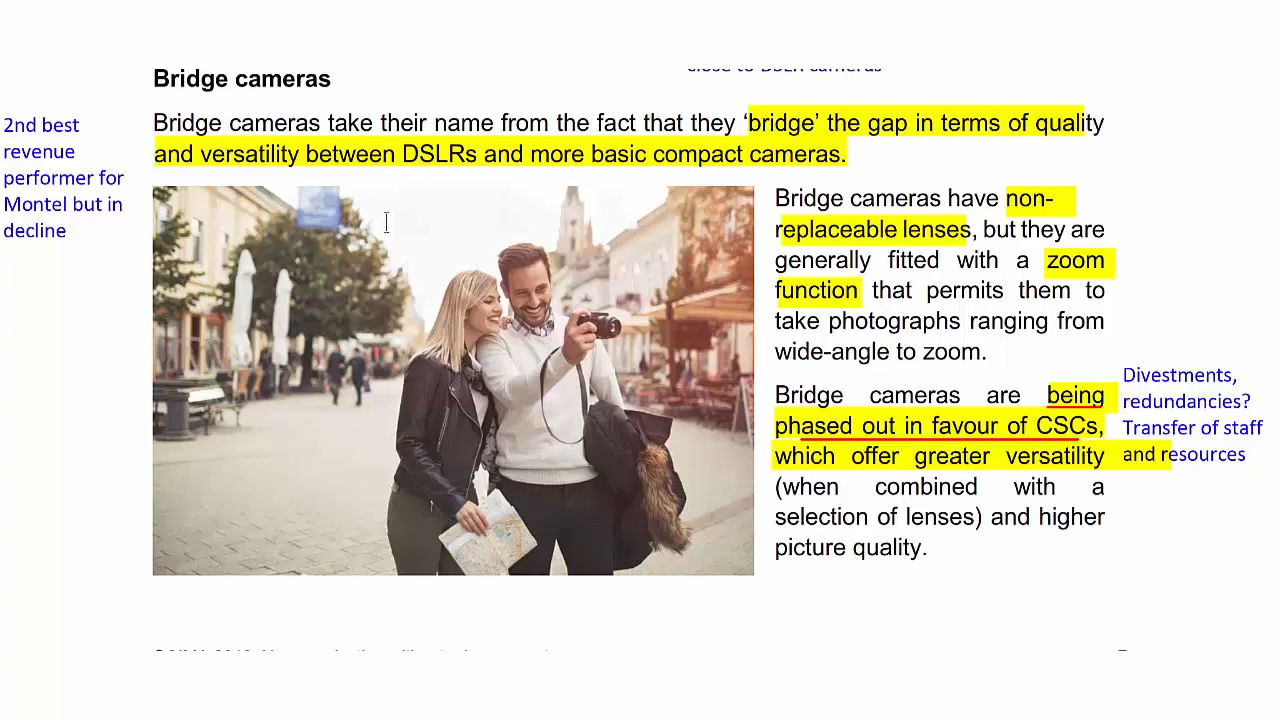 close to DSLR cameras
Bridge cameras
2nd best
revenue
performer for
Montel but in
decline
Bridge cameras take their name from the fact that they ‘bridge’ the gap in terms of quality
and versatility between DSLRs and more basic compact cameras.
Bridge cameras have non-
replaceable lenses, but they are
generally fitted with a zoom
function that permits them to
take photographs ranging from
wide-angle to zoom.
Bridge cameras are being
phased out in favour of CSCs,
which offer greater versatility
(when combined with a
selection of lenses) and higher
picture quality.
Divestments,
redundancies?
Transfer of staff
and resources